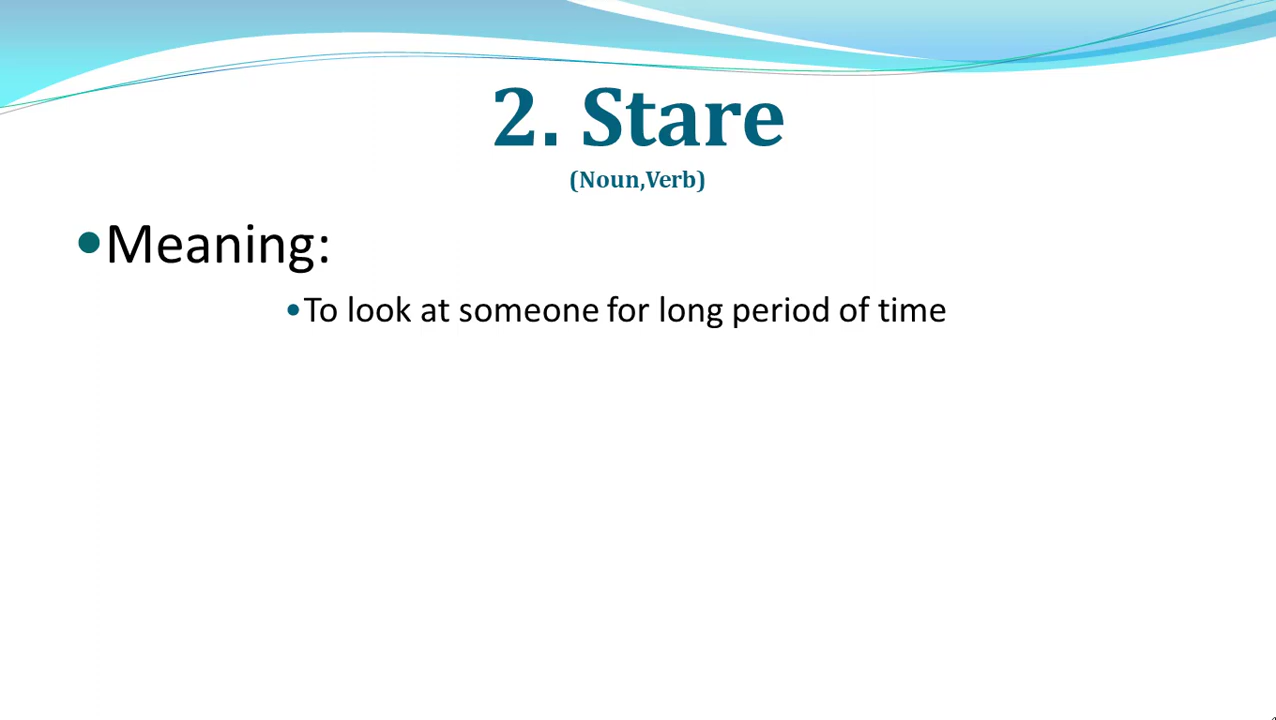 2. Stare
(Noun,Verb)
•Meaning:
•To look at someone for long period of time